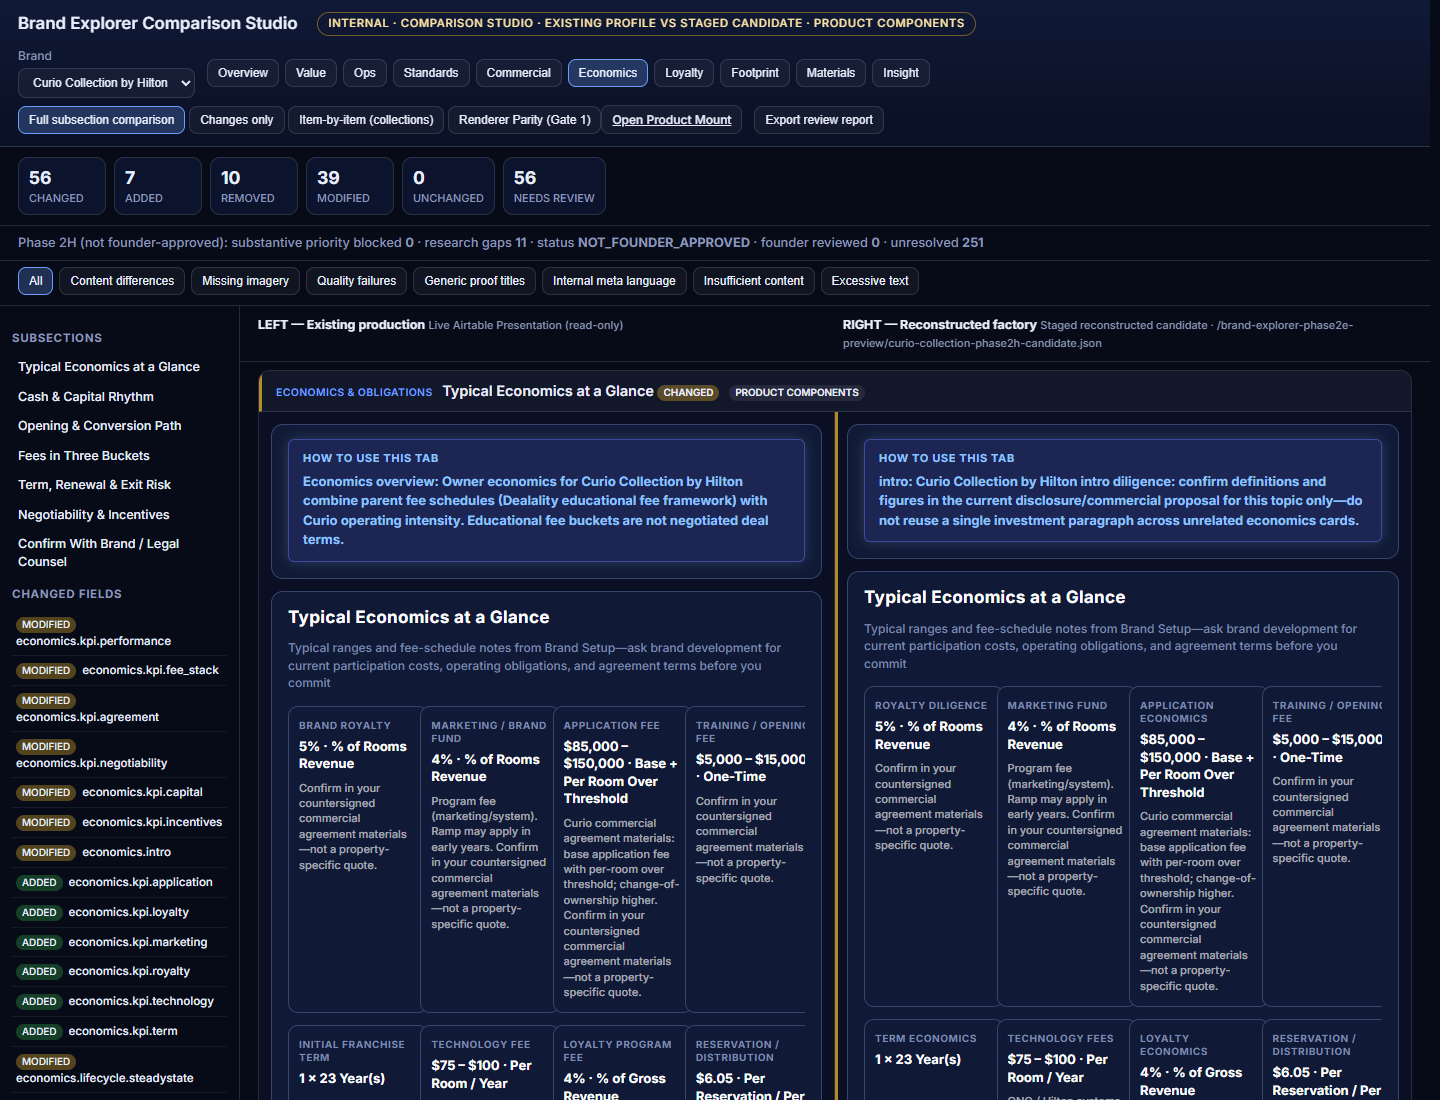 Brand Explorer Comparison Studio
INTERNAL · COMPARISON STUDIO · EXISTING PROFILE VS STAGED CANDIDATE · PRODUCT COMPONENTS
Brand
Curio Collection by Hilton
Overview
Value
Ops
Standards
Commercial
Economics
Loyalty
Footprint
Materials
Insight
Full subsection comparison
Changes only
Item-by-item (collections)
Renderer Parity (Gate 1)
Open Product Mount
Export review report
56
CHANGED
7
ADDED
10
REMOVED
39
MODIFIED
0
UNCHANGED
56
NEEDS REVIEW
Phase 2H (not founder-approved): substantive priority blocked 0 · research gaps 11 · status NOT_FOUNDER_APPROVED · founder reviewed 0 · unresolved 251
All
Content differences
Missing imagery
Quality failures
Generic proof titles
Internal meta language
Insufficient content
Excessive text
SUBSECTIONS
Typical Economics at a Glance
Cash & Capital Rhythm
Opening & Conversion Path
Fees in Three Buckets
Term, Renewal & Exit Risk
Negotiability & Incentives
Confirm With Brand / Legal
Counsel
CHANGED FIELDS
MODIFIED
economics.kpi.performance
MODIFIED economics.kpi.fee_stack
MODIFIED
economics.kpi.agreement
MODIFIED
economics.kpi.negotiability
MODIFIED economics.kpi.capital
MODIFIED economics.kpi.incentives
MODIFIED economics.intro
ADDED economics.kpi.application
ADDED economics.kpi.loyalty
ADDED economics.kpi.marketing
ADDED economics.kpi.royalty
ADDED economics.kpi.technology
ADDED economics.kpi.term
MODIFIED
economics.lifecycle.steadystate
LEFT — Existing production Live Airtable Presentation (read-only)
RIGHT — Reconstructed factory Staged reconstructed candidate · /brand-explorer-phase2e-
preview/curio-collection-phase2h-candidate.json
ECONOMICS & OBLIGATIONS Typical Economics at a Glance CHANGED PRODUCT COMPONENTS
HOW TO USE THIS TAB
Economics overview: Owner economics for Curio Collection by Hilton
combine parent fee schedules (Dealality educational fee framework) with
Curio operating intensity. Educational fee buckets are not negotiated deal
terms.
Typical Economics at a Glance
Typical ranges and fee-schedule notes from Brand Setup—ask brand development for
current participation costs, operating obligations, and agreement terms before you
commit
BRAND ROYALTY
5% · % of Rooms
Revenue
Confirm in your
countersigned
commercial
agreement materials
—not a property-
specific quote.
MARKETING / BRAND
FUND
4% · % of Rooms
Revenue
Program fee
(marketing/system).
Ramp may apply in
early years. Confirm
in your countersigned
commercial
agreement materials
—not a property-
specific quote.
APPLICATION FEE
$85,000 –
$150,000 · Base +
Per Room Over
Threshold
Curio commercial
agreement materials:
base application fee
with per-room over
threshold; change-of-
ownership higher.
Confirm in your
countersigned
commercial
agreement materials
—not a property-
specific quote.
TRAINING / OPENING
FEE
$5,000 – $15,000
· One-Time
Confirm in your
countersigned
commercial
agreement materials
—not a property-
specific quote.
INITIAL FRANCHISE
TERM
1 × 23 Year(s)
TECHNOLOGY FEE
$75 – $100 · Per
Room / Year
LOYALTY PROGRAM
FEE
4% · % of Gross
Revenue
RESERVATION /
DISTRIBUTION
$6.05 · Per
Reservation / Per
HOW TO USE THIS TAB
intro: Curio Collection by Hilton intro diligence: confirm definitions and
figures in the current disclosure/commercial proposal for this topic only—do
not reuse a single investment paragraph across unrelated economics cards.
Typical Economics at a Glance
Typical ranges and fee-schedule notes from Brand Setup—ask brand development for
current participation costs, operating obligations, and agreement terms before you
commit
ROYALTY DILIGENCE
5% · % of Rooms
Revenue
Confirm in your
countersigned
commercial
agreement materials
—not a property-
specific quote.
MARKETING FUND
4% · % of Rooms
Revenue
Program fee
(marketing/system).
Ramp may apply in
early years. Confirm
in your countersigned
commercial
agreement materials
—not a property-
specific quote.
APPLICATION
ECONOMICS
$85,000 –
$150,000 · Base +
Per Room Over
Threshold
Curio commercial
agreement materials:
base application fee
with per-room over
threshold; change-of-
ownership higher.
Confirm in your
countersigned
commercial
agreement materials
—not a property-
specific quote.
TRAINING / OPENING
FEE
$5,000 – $15,000
· One-Time
Confirm in your
countersigned
commercial
agreement materials
—not a property-
specific quote.
TERM ECONOMICS
1 × 23 Year(s)
TECHNOLOGY FEES
$75 – $100 · Per
Room / Year
LOYALTY
ECONOMICS
4% · % of Gross
Revenue
RESERVATION /
DISTRIBUTION
$6.05 · Per
Reservation / Per